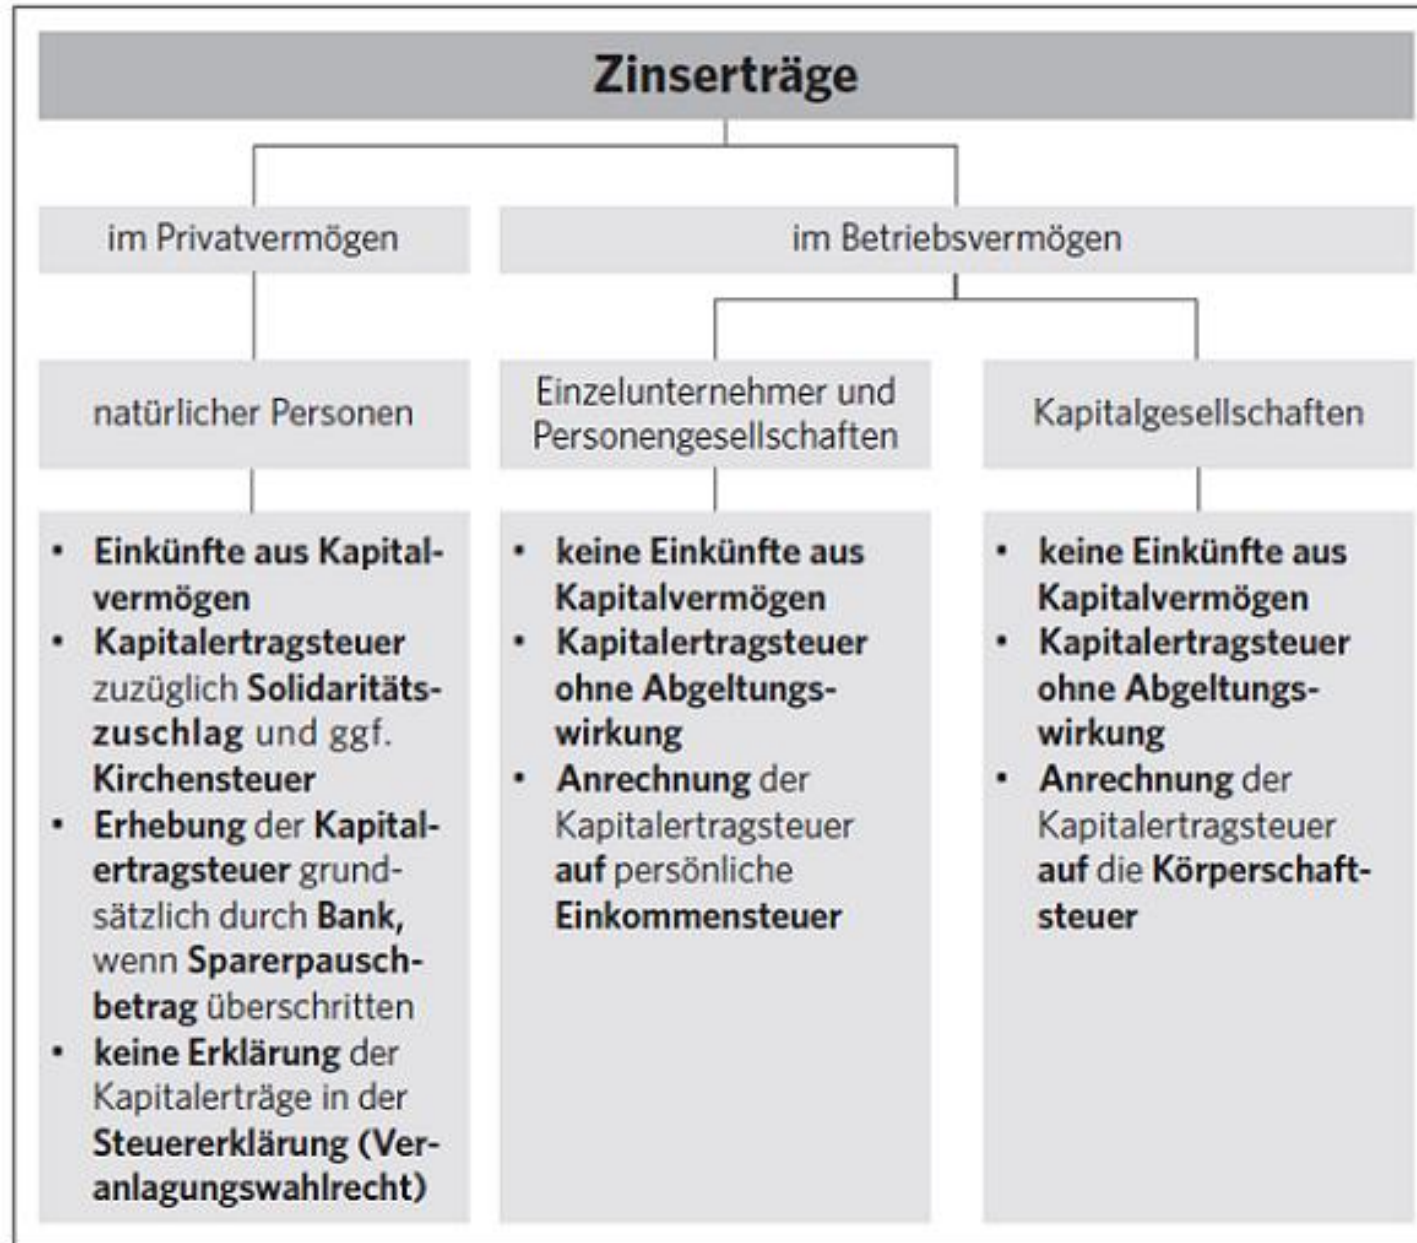 Zinserträge
im Privatvermögen
im Betriebsvermögen
natürlicher Personen
Einzelunternehmer und
Personengesellschaften
Kapitalgesellschaften
• Einkünfte aus Kapital-
vermögen
• Kapitalertragsteuer
zuzüglich Solidaritäts-
zuschlag und ggf.
Kirchensteuer
• Erhebung der Kapital-
ertragsteuer grund-
sätzlich durch Bank,
wenn Sparerpausch-
betrag überschritten
• keine Erklärung der
Kapitalerträge in der
Steuererklärung (Ver-
anlagungswahlrecht)
• keine Einkünfte aus
Kapitalvermögen
• Kapitalertragsteuer
ohne Abgeltungs-
wirkung
• Anrechnung der
Kapitalertragsteuer
auf persönliche
Einkommensteuer
• keine Einkünfte aus
Kapitalvermögen
• Kapitalertragsteuer
ohne Abgeltungs-
wirkung
• Anrechnung der
Kapitalertragsteuer
auf die Körperschaft-
steuer